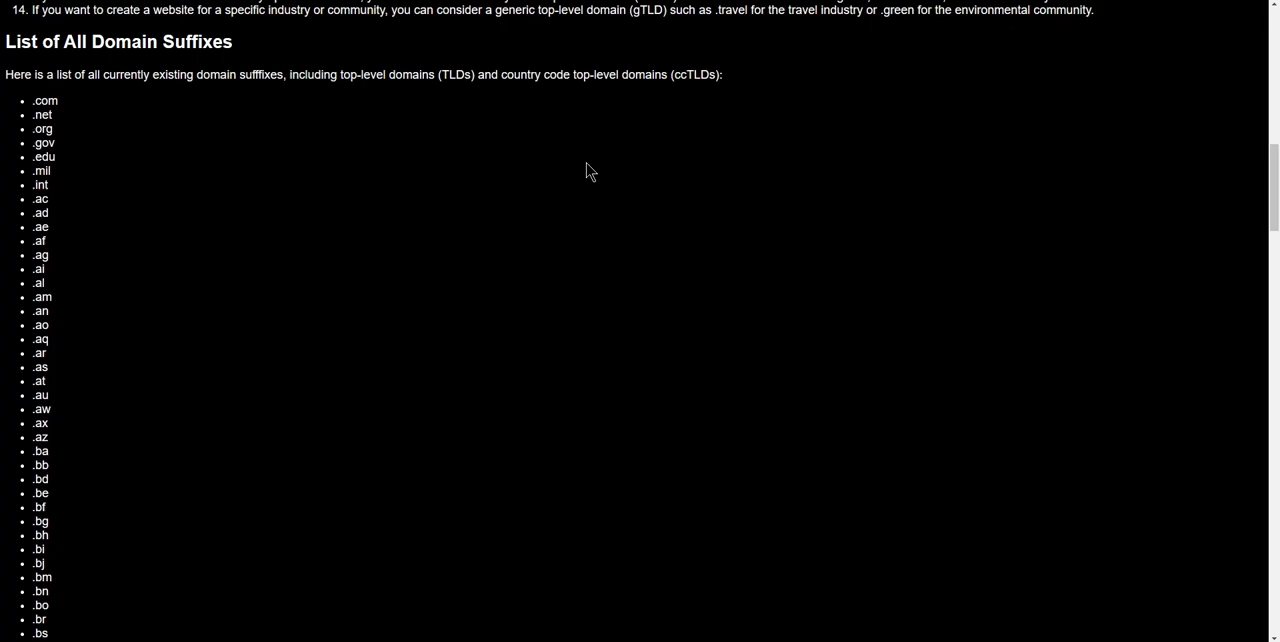 14. If you want to create a website for a specific industry or community, you can consider a generic top-level domain (gTLD) such as .travel for the travel industry or .green for the environmental community.
List of All Domain Suffixes
Here is a list of all currently existing domain sufffixes, including top-level domains (TLDs) and country code top-level domains (ccTLDs):
• .com
• .net
• .org
• .gov
• .edu
• .mil
• .int
• .ac
• .ad
• .ae
• .af
• .ag
• .ai
• .al
• .am
• .an
• .ao
• .aq
• .ar
• .as
• .at
• .au
• .aw
• .ax
• .az
• .ba
• .bb
• .bd
• .be
• .bf
• .bg
• .bh
• .bi
• .bj
• .bm
• .bn
• .bo
• .br
• .bs